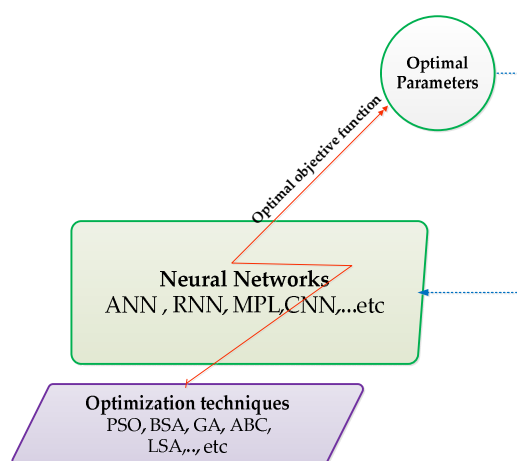 Optimal
Parameters
Optimal objective function
Neural Networks
ANN , RNN, MPL,CNN,...etc
Optimization techniques
PSO, BSA, GA, ABC,
LSA,.., etc